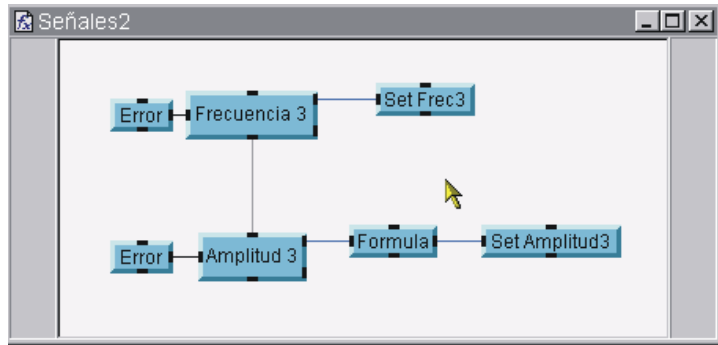 Señales2
Set Frec3
Error
Frecuencia 3
Error
Amplitud 3
Formula
Set Amplitud3